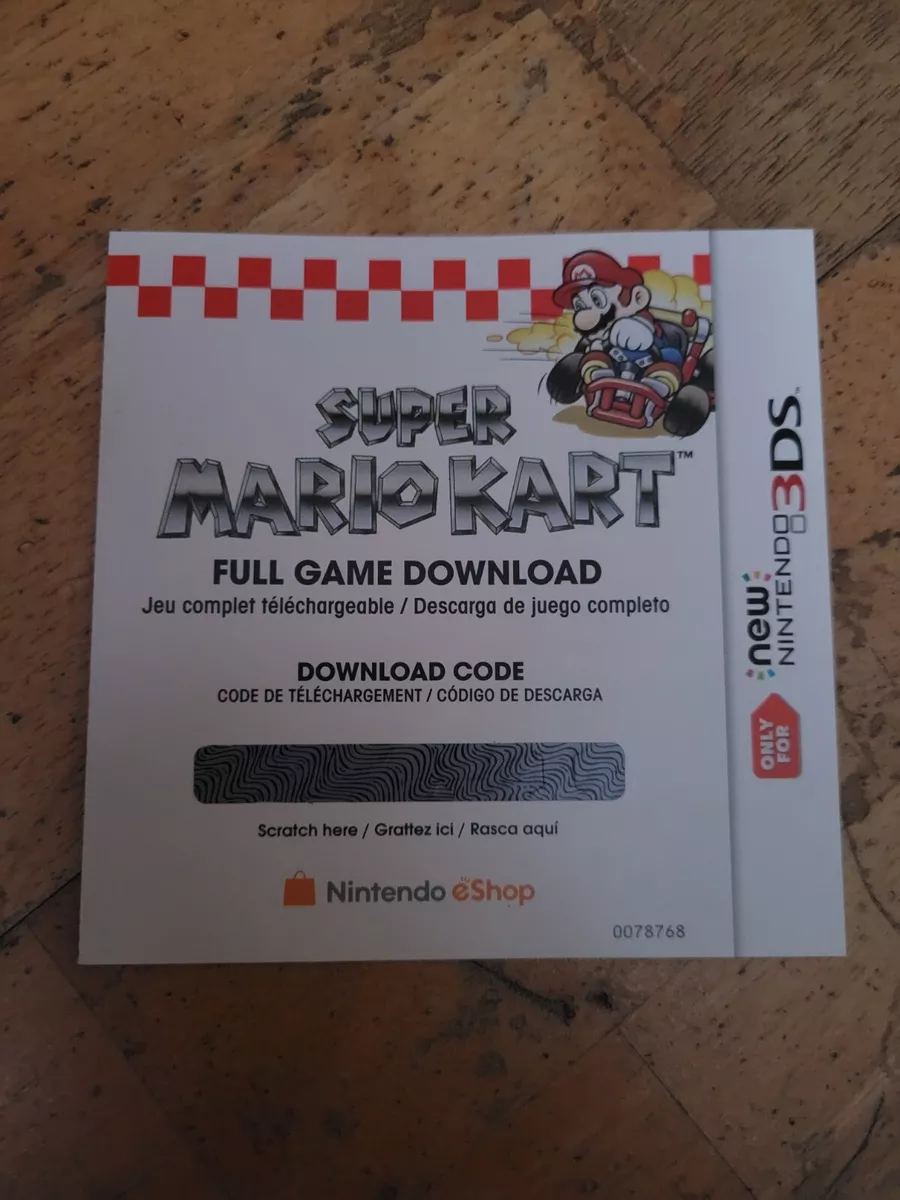 SUPER
MARIO KART™
FULL GAME DOWNLOAD
Jeu complet téléchargeable / Descarga de juego completo
DOWNLOAD CODE
CODE DE TÉLÉCHARGEMENT / CÓDIGO DE DESCARGA
Scratch here / Grattez ici / Rasca aquí
Nintendo eShop
0078768
ONLY
FOR
new
NINTENDO 3DS™